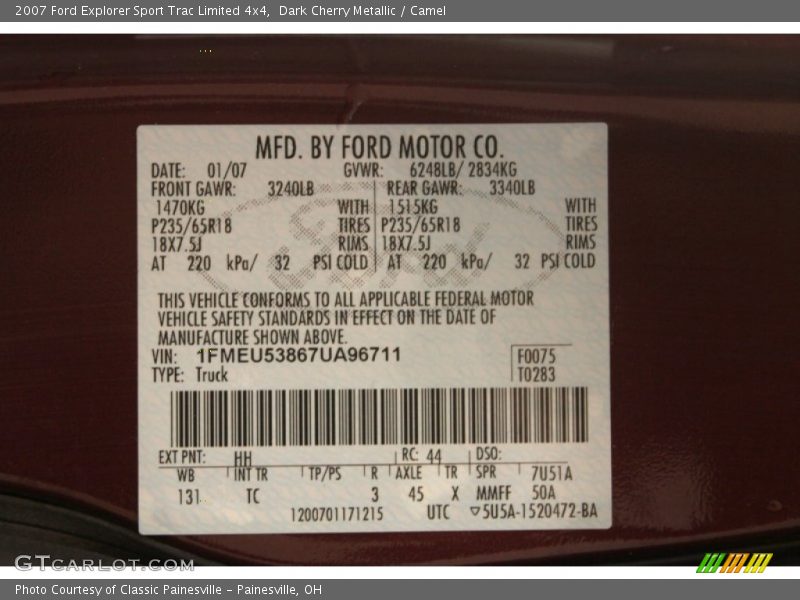 2007 Ford Explorer Sport Trac Limited 4x4,  Dark Cherry Metallic / Camel
MFD. BY FORD MOTOR CO.
DATE: 01/07 GVWR: 6248LB/ 2834KG
FRONT GAWR: 3240LB REAR GAWR: 3340LB
1470KG WITH 1515KG WITH
P235/65R18 TIRES P235/65R18 TIRES
18X7.5J RIMS 18X7.5J RIMS
AT 220 kPa/ 32 PSI COLD AT 220 kPa/ 32 PSI COLD
Ford
THIS VEHICLE CONFORMS TO ALL APPLICABLE FEDERAL MOTOR
VEHICLE SAFETY STANDARDS IN EFFECT ON THE DATE OF
MANUFACTURE SHOWN ABOVE.
VIN: 1FMEU53867UA96711 F0075
TYPE: Truck T0283
EXT PNT: HH RC: 44 DSO:
WB INT TR TP/PS R AXLE TR SPR 7U51A
131 TC 3 45 X MMFF 50A
1200701171215 UTC ▽5U5A-1520472-BA
GTCARLOT.COM
Photo Courtesy of Classic Painesville – Painesville, OH